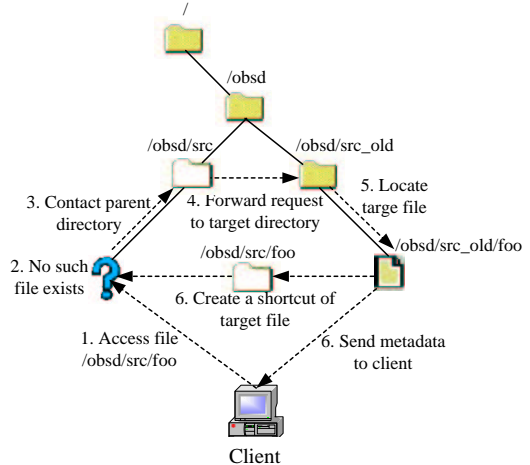 /
/obsd
/obsd/src
/obsd/src_old
3. Contact parent
directory
4. Forward request
to target directory
5. Locate
targe file
/obsd/src_old/foo
/obsd/src/foo
2. No such
file exists
6. Create a shortcut of
target file
1. Access file
/obsd/src/foo
6. Send metadata
to client
Client